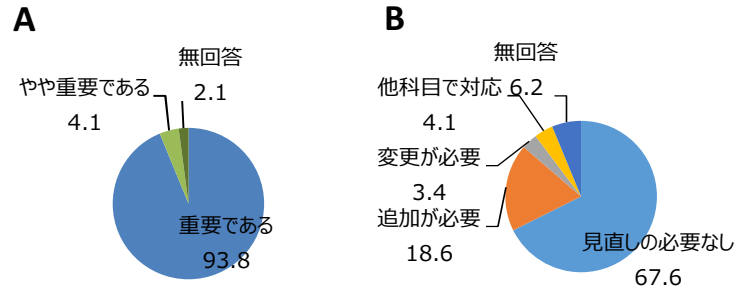 A
無回答
2.1
やや重要である
4.1
重要である
93.8
B
無回答
6.2
他科目で対応
4.1
変更が必要
3.4
追加が必要
18.6
見直しの必要なし
67.6